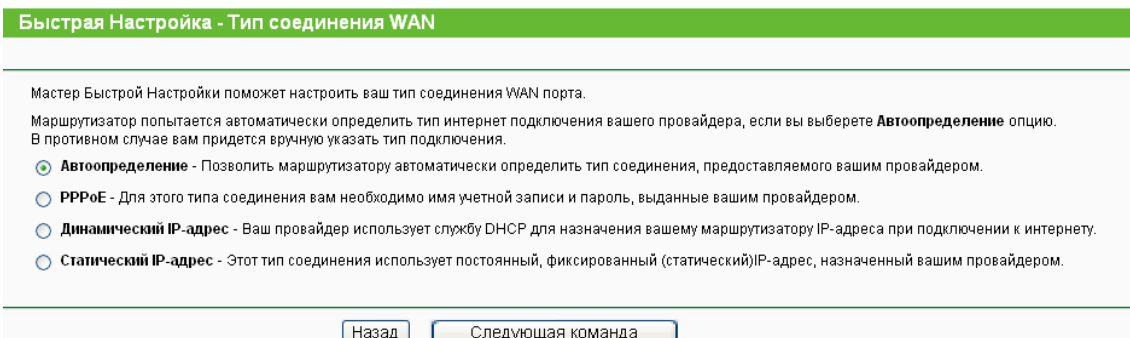 Быстрая Настройка - Тип соединения WAN
Мастер Быстрой Настройки поможет настроить ваш тип соединения WAN порта.
Маршрутизатор попытается автоматически определить тип интернет подключения вашего провайдера, если вы выберете Автоопределение опцию.
В противном случае вам придется вручную указать тип подключения.
Автоопределение - Позволить маршрутизатору автоматически определить тип соединения, предоставляемого вашим провайдером.
PPPoE - Для этого типа соединения вам необходимо имя учетной записи и пароль, выданные вашим провайдером.
Динамический IP-адрес - Ваш провайдер использует службу DHCP для назначения вашему маршрутизатору IP-адреса при подключении к интернету.
Статический IP-адрес - Этот тип соединения использует постоянный, фиксированный (статический)IP-адрес, назначенный вашим провайдером.
Назад Следующая команда